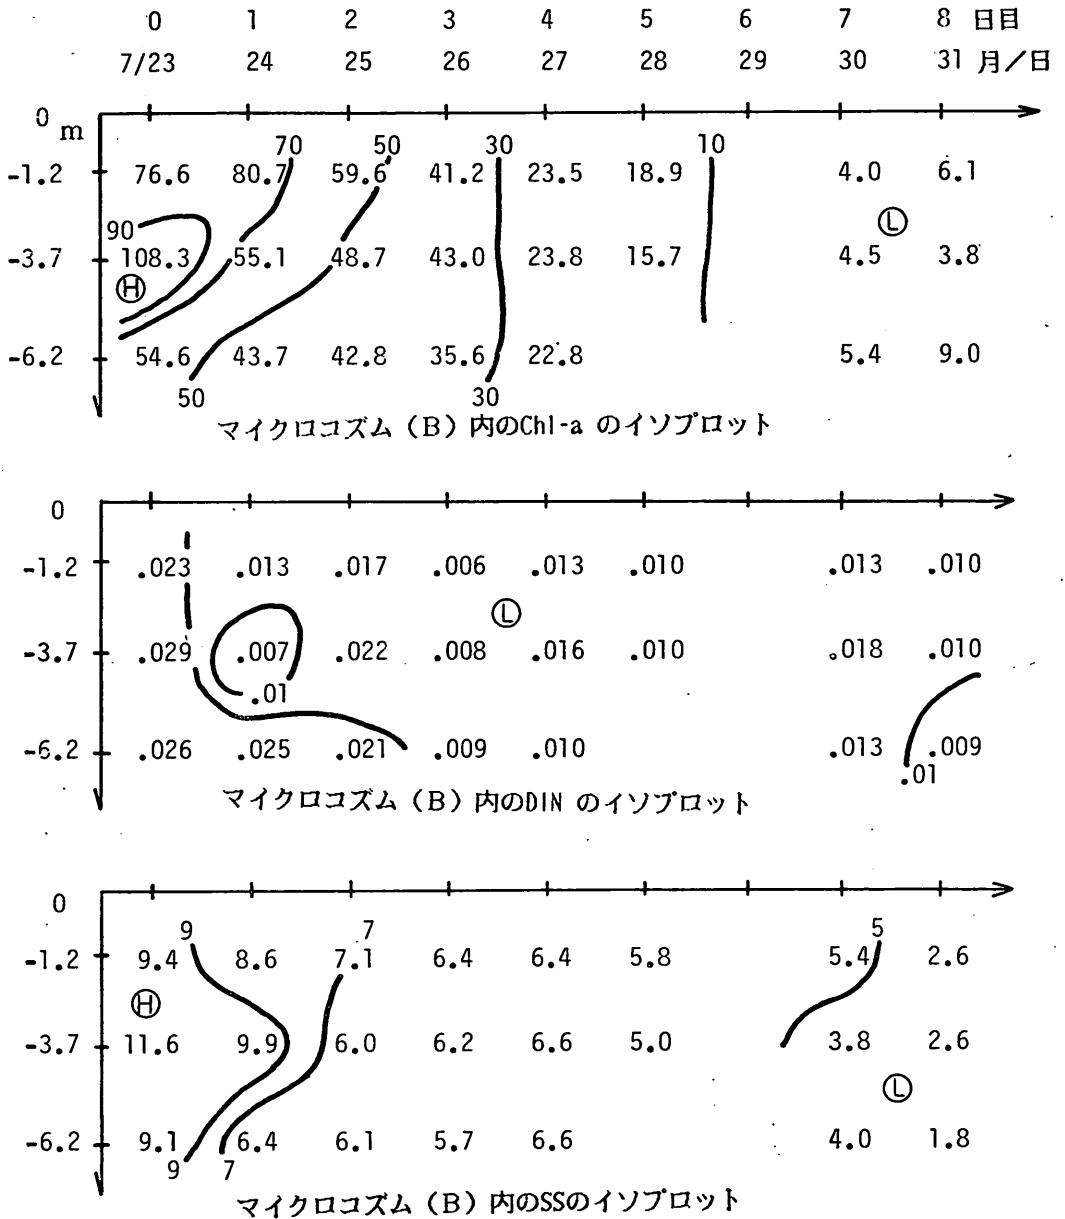 0 1 2 3 4 5 6 7 8 日目
7/23 24 25 26 27 28 29 30 31 月/日
0
m
70 50 30 10
-1.2 76.6 80.7 59.6 41.2 23.5 18.9 4.0 6.1
90 Ⓛ
-3.7 108.3 55.1 48.7 43.0 23.8 15.7 4.5 3.8
Ⓗ
-6.2 54.6 43.7 42.8 35.6 22.8 5.4 9.0
50 30
マイクロコズム(B)内のChl-a のイソプロット
0
-1.2 .023 .013 .017 .006 .013 .010 .013 .010
Ⓛ
-3.7 .029 .007 .022 .008 .016 .010 .018 .010
.01
-6.2 .026 .025 .021 .009 .010 .013 .009
.01
マイクロコズム(B)内のDIN のイソプロット
0
9 7 5
-1.2 9.4 8.6 7.1 6.4 6.4 5.8 5.4 2.6
Ⓗ
-3.7 11.6 9.9 6.0 6.2 6.6 5.0 3.8 2.6
Ⓛ
-6.2 9.1 6.4 6.1 5.7 6.6 4.0 1.8
9 7
マイクロコズム(B)内のSSのイソプロット